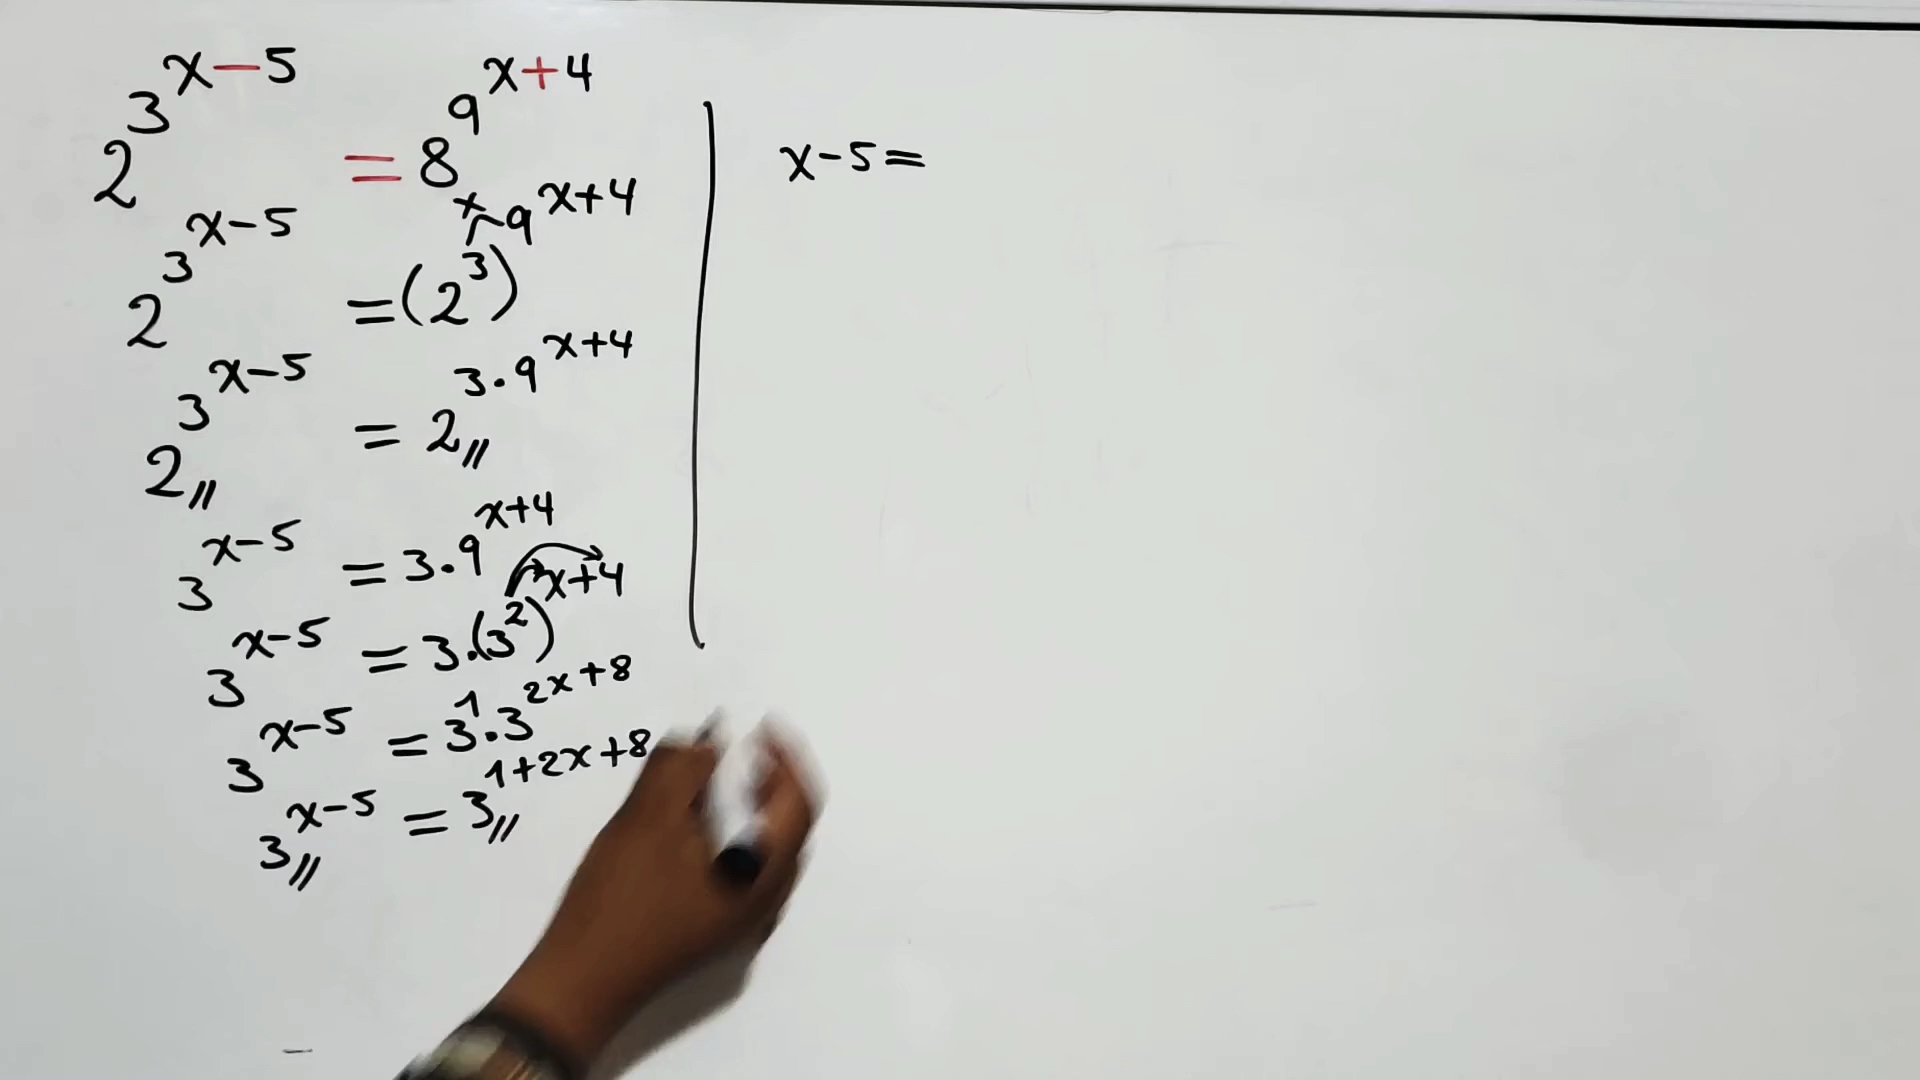 2^3^x-5 = 8^9^x+4
2^3^x-5 = (2^3)^9^x+4
2^3^x-5 = 2^3·9^x+4
3^x-5 = 3·9^x+4
3^x-5 = 3·(3^2)^x+4
3^x-5 = 3^1·3^2x+8
3^x-5 = 3^1+2x+8
x-5=